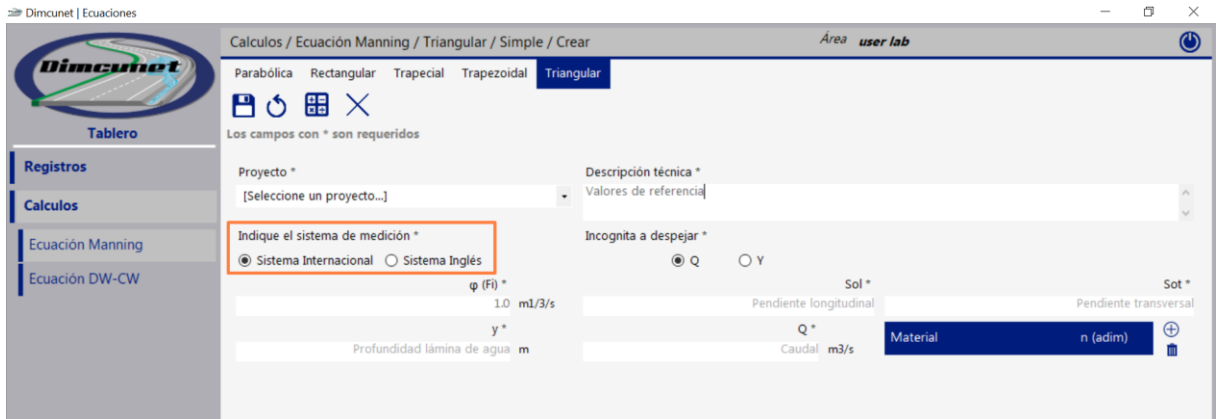 Dimcunet | Ecuaciones
Dimcunet
Tablero
Registros
Calculos
Ecuación Manning
Ecuación DW-CW
Calculos / Ecuación Manning / Triangular / Simple / Crear
Área user lab
Parabólica Rectangular Trapecial Trapezoidal Triangular
Los campos con * son requeridos
Proyecto *
[Seleccione un proyecto...]
Descripción técnica *
Valores de referencia
Indique el sistema de medición *
Sistema Internacional Sistema Inglés
Incognita a despejar *
Q Y
φ (Fi) *
1.0 m1/3/s
Sol *
Pendiente longitudinal
Sot *
Pendiente transversal
y *
Profundidad lámina de agua m
Q *
Caudal m3/s
Material n (adim)